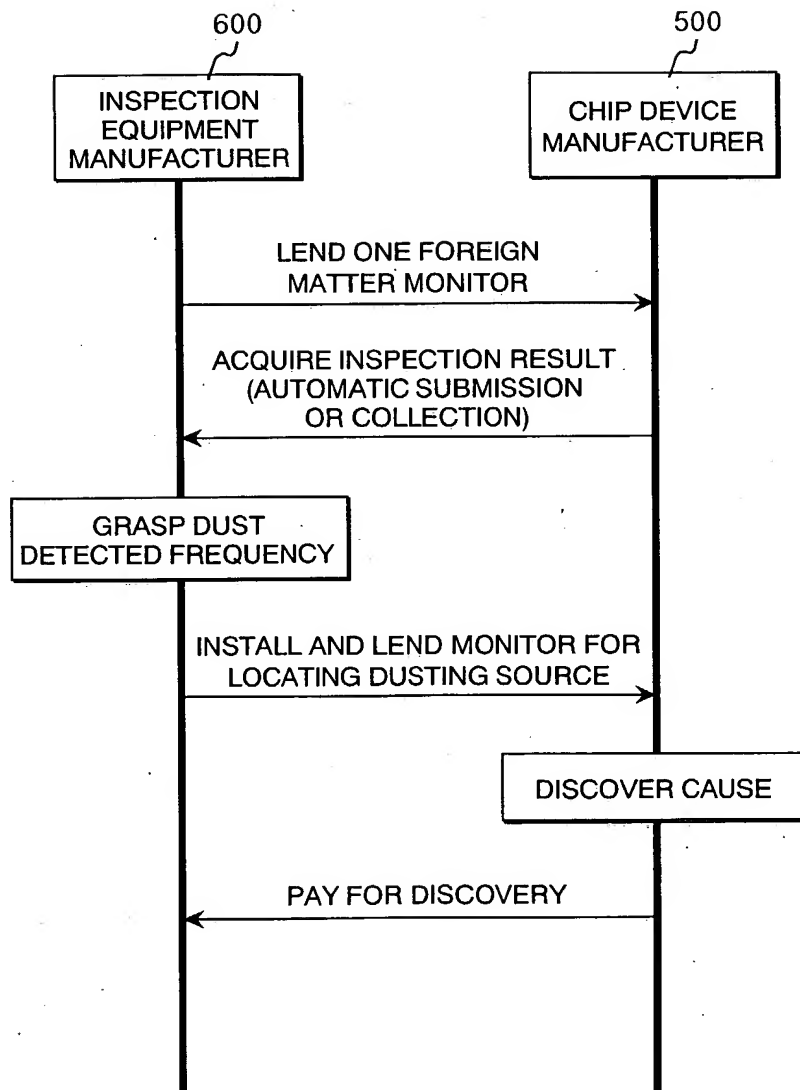 600
500
INSPECTION
EQUIPMENT
MANUFACTURER
CHIP DEVICE
MANUFACTURER
LEND ONE FOREIGN
MATTER MONITOR
ACQUIRE INSPECTION RESULT
(AUTOMATIC SUBMISSION
OR COLLECTION)
GRASP DUST
DETECTED FREQUENCY
INSTALL AND LEND MONITOR FOR
LOCATING DUSTING SOURCE
DISCOVER CAUSE
PAY FOR DISCOVERY